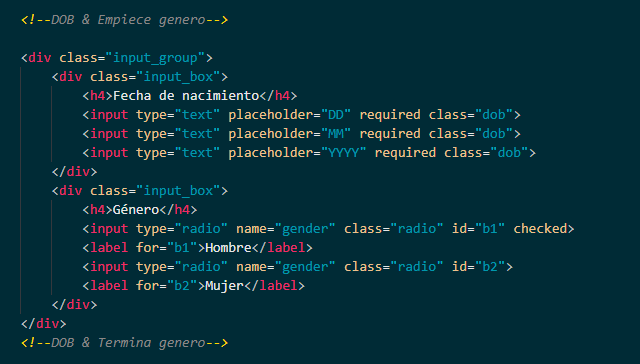 <!--DOB & Empiece genero-->
<div class="input_group">
<div class="input_box">
<h4>Fecha de nacimiento</h4>
<input type="text" placeholder="DD" required class="dob">
<input type="text" placeholder="MM" required class="dob">
<input type="text" placeholder="YYYY" required class="dob">
</div>
<div class="input_box">
<h4>Género</h4>
<input type="radio" name="gender" class="radio" id="b1" checked>
<label for="b1">Hombre</label>
<input type="radio" name="gender" class="radio" id="b2">
<label for="b2">Mujer</label>
</div>
</div>
<!--DOB & Termina genero-->